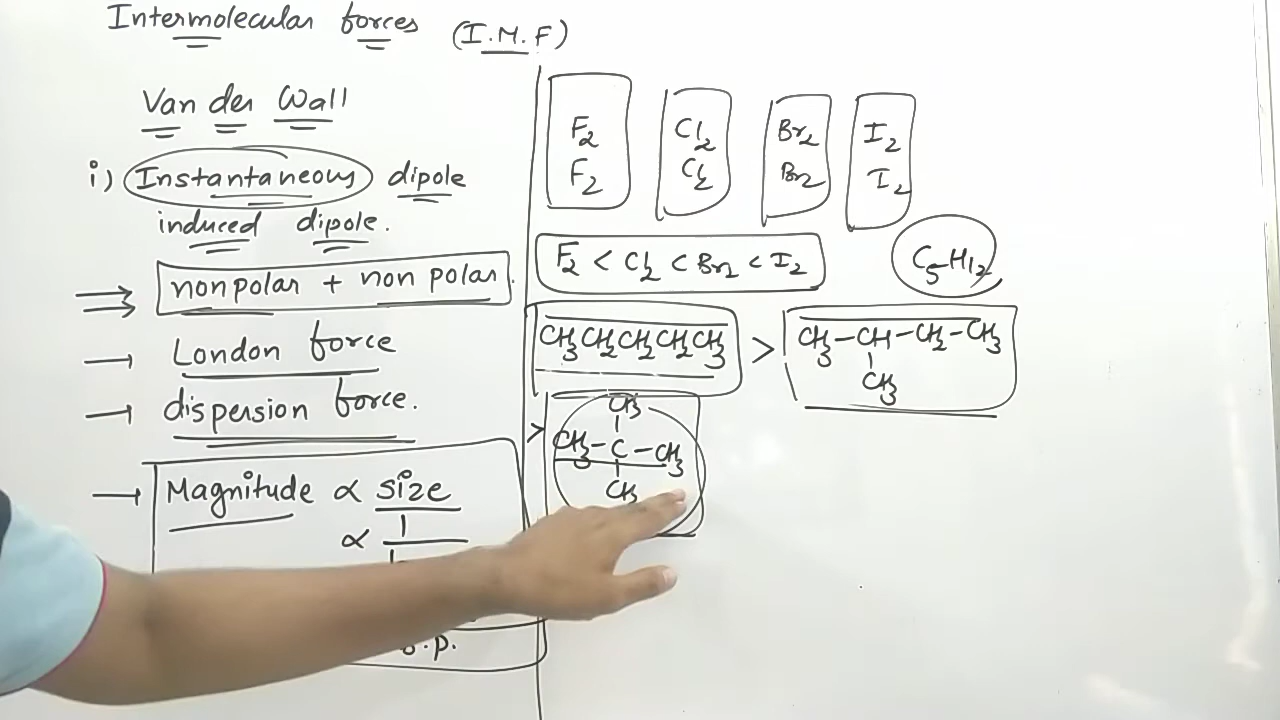 Intermolecular forces (I.M.F)
Van der Wall
i) Instantaneous dipole
induced dipole.
⇒ nonpolar + non polar
→ London force
→ dispersion force.
→ Magnitude ∝ size
∝ 1
b.p.
F2 Cl2 Br2 I2
F2 Cl2 Br2 I2
F2 < Cl2 < Br2 < I2
C5H12
CH3CH2CH2CH2CH3 > CH3-CH-CH2-CH3
CH3
CH3
> CH3-C-CH3
CH3